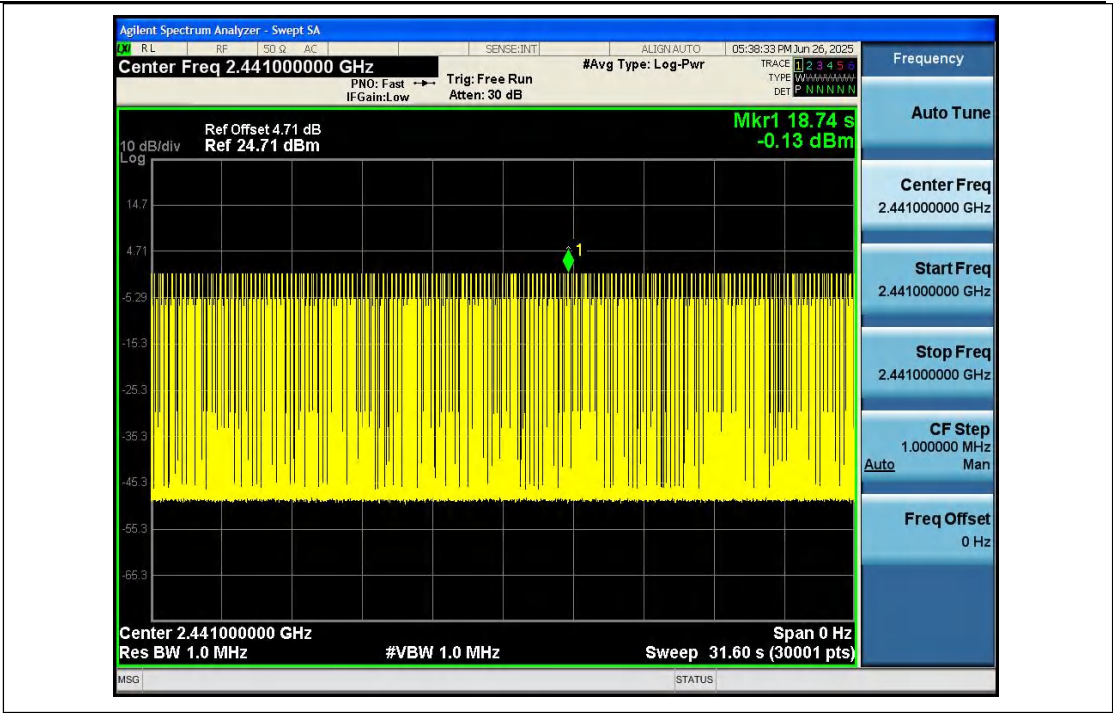 Agilent Spectrum Analyzer - Swept SA
LXI RL RF 50 Ω AC SENSE:INT ALIGN AUTO 05:38:33 PM Jun 26, 2025
Center Freq 2.441000000 GHz
#Avg Type: Log-Pwr
TRACE 1 2 3 4 5 6
PNO: Fast
Trig: Free Run
TYPE W
IFGain:Low
Atten: 30 dB
DET P N N N N N
Frequency
Mkr1 18.74 s
-0.13 dBm
Ref Offset 4.71 dB
10 dB/div
Ref 24.71 dBm
Log
14.7
4.71
-5.29
-15.3
-25.3
-35.3
-45.3
-55.3
-65.3
1
Center 2.441000000 GHz
Span 0 Hz
Res BW 1.0 MHz
#VBW 1.0 MHz
Sweep 31.60 s (30001 pts)
Auto Tune
Center Freq
2.441000000 GHz
Start Freq
2.441000000 GHz
Stop Freq
2.441000000 GHz
CF Step
1.000000 MHz
Auto Man
Freq Offset
0 Hz
MSG
STATUS